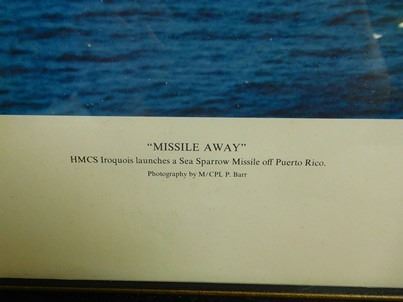 "MISSILE AWAY"
HMCS Iroquois launches a Sea Sparrow Missile off Puerto Rico.
Photography by M/CPL P. Barr